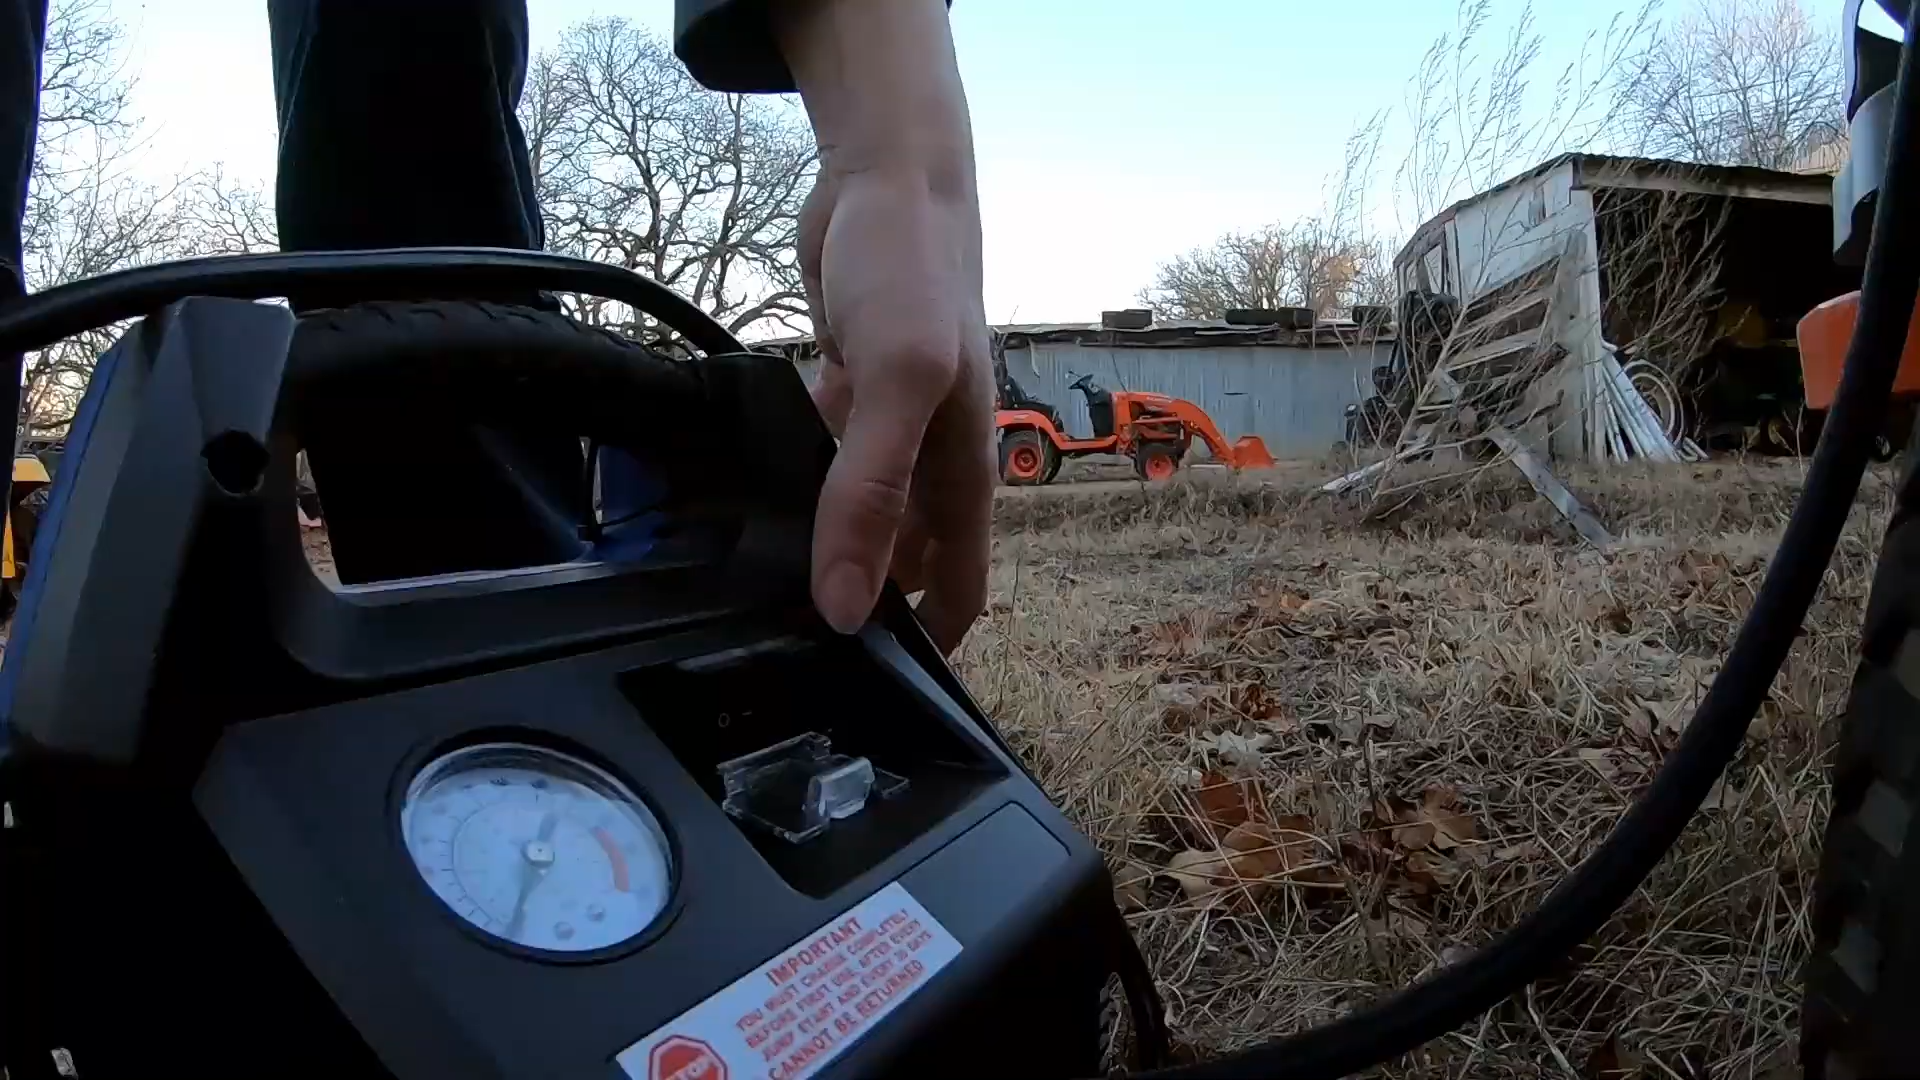 IMPORTANT
YOU MUST CHARGE COMPLETELY
BEFORE FIRST USE, AFTER EVERY
JUMP START AND EVERY 30 DAYS
CANNOT BE RETURNED
STOP